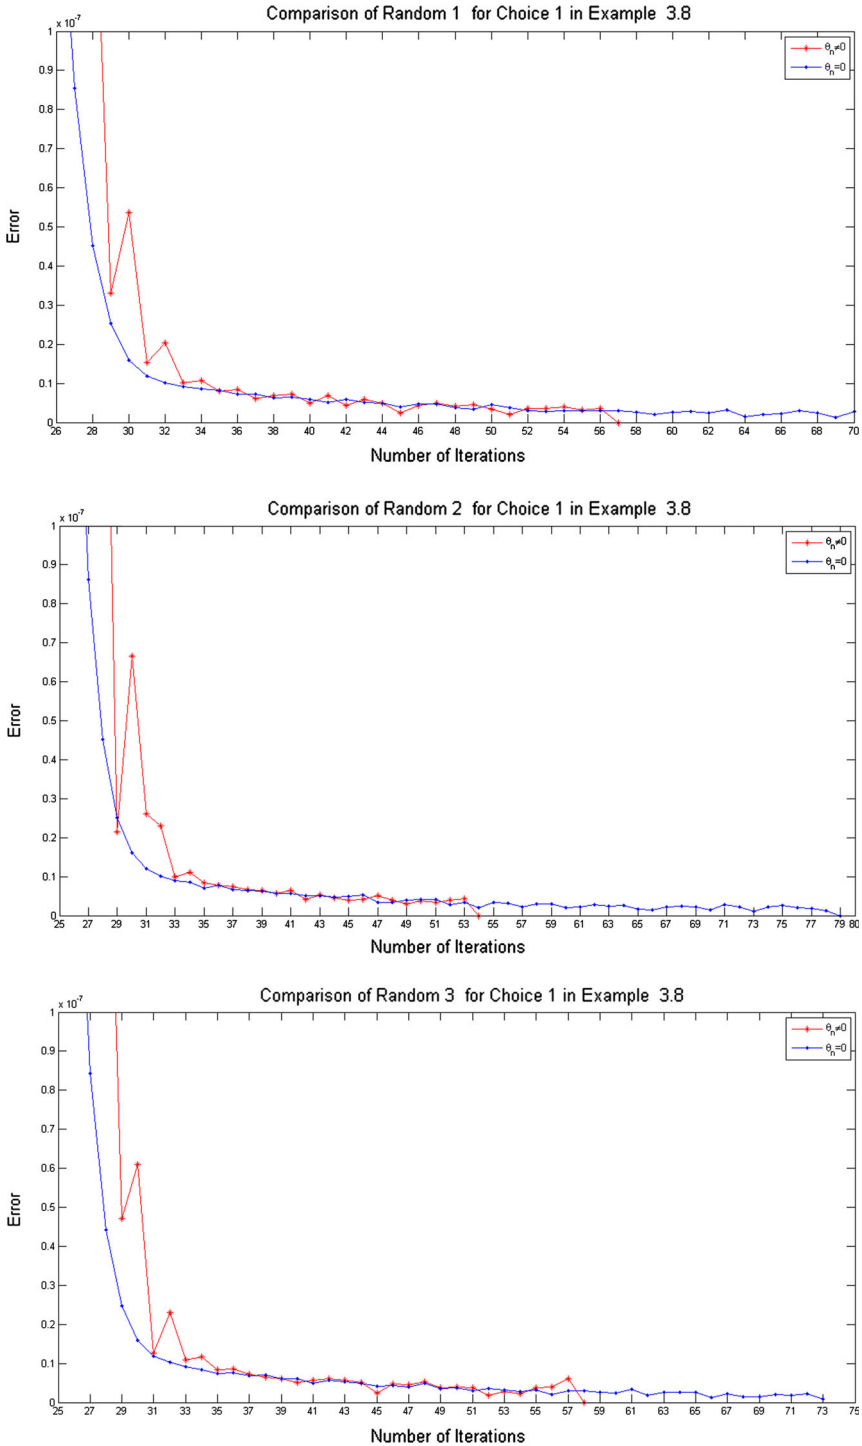 Comparison of Random 1 for Choice 1 in Example 3.8
x 10^-7
1
0.9
0.8
0.7
0.6
0.5
0.4
0.3
0.2
0.1
0
Error
θ_n≠0
θ_n=0
26 28 30 32 34 36 38 40 42 44 46 48 50 52 54 56 58 60 62 64 66 68 70
Number of Iterations
Comparison of Random 2 for Choice 1 in Example 3.8
x 10^-7
1
0.9
0.8
0.7
0.6
0.5
0.4
0.3
0.2
0.1
0
Error
θ_n≠0
θ_n=0
25 27 29 31 33 35 37 39 41 43 45 47 49 51 53 55 57 59 61 63 65 67 69 71 73 75 77 79 80
Number of Iterations
Comparison of Random 3 for Choice 1 in Example 3.8
x 10^-7
1
0.9
0.8
0.7
0.6
0.5
0.4
0.3
0.2
0.1
0
Error
θ_n≠0
θ_n=0
25 27 29 31 33 35 37 39 41 43 45 47 49 51 53 55 57 59 61 63 65 67 69 71 73 75
Number of Iterations